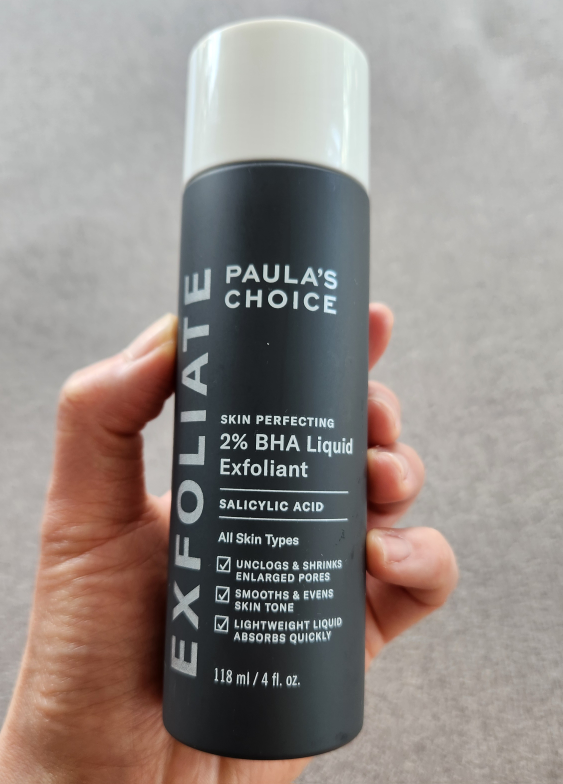 EXFOLIATE
PAULA'S
CHOICE
SKIN PERFECTING
2% BHA Liquid
Exfoliant
SALICYLIC ACID
All Skin Types
UNCLOGS & SHRINKS
ENLARGED PORES
SMOOTHS & EVENS
SKIN TONE
LIGHTWEIGHT LIQUID
ABSORBS QUICKLY
118 ml / 4 fl. oz.